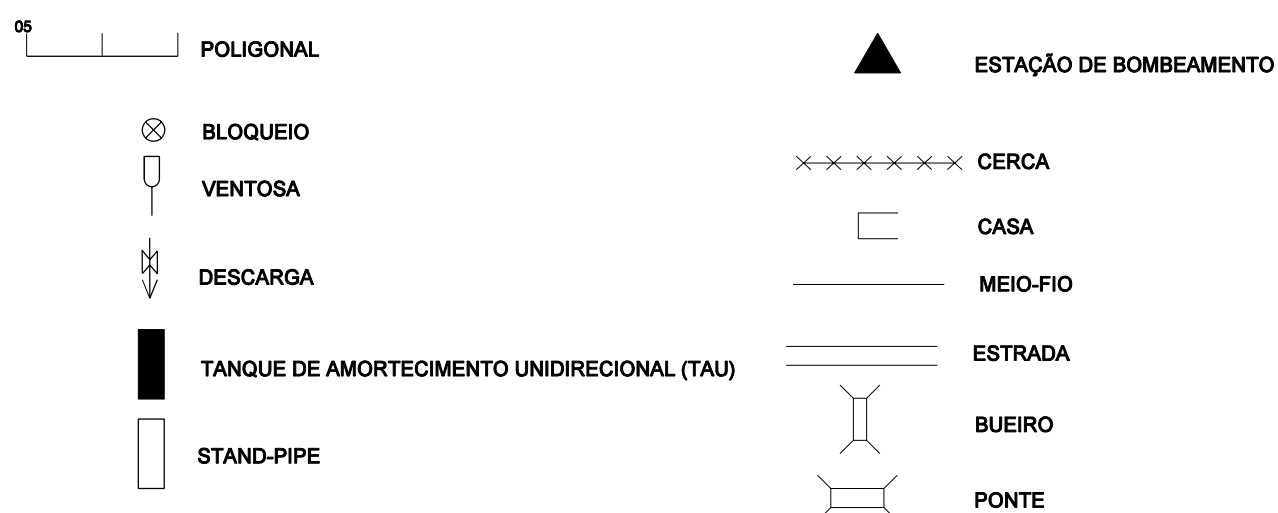 05
POLIGONAL
BLOQUEIO
VENTOSA
DESCARGA
TANQUE DE AMORTECIMENTO UNIDIRECIONAL (TAU)
STAND-PIPE
ESTAÇÃO DE BOMBEAMENTO
CERCA
CASA
MEIO-FIO
ESTRADA
BUEIRO
PONTE